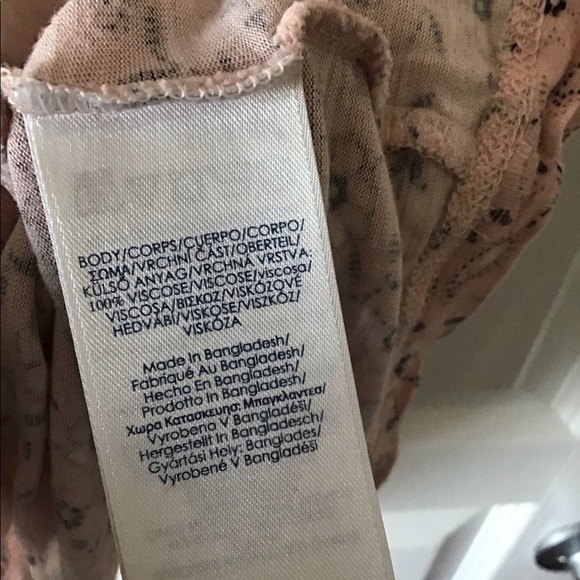 BODY/CORPS/CUERPO/CORPO/
ΣΩΜΑ/VRCHNÍ ČÁST/OBERTEIL/
KÜLSŐ ANYAG/VRCHNÁ VRSTVA:
100% VISCOSE/VISCOSE/viscosa/
VISCOSA/ΒΙΣΚΟΖ/VISKÓZOVÉ
HEDVÁBÍ/VISKOSE/VISZKÓZ/
VISKÓZA
Made In Bangladesh/
Fabriqué Au Bangladesh/
Hecho En Bangladesh/
Prodotto In Bangladesh/
Χωρα Κατασκευης: Μπαγκλαντεσ/
Vyrobeno V Bangladéši/
Hergestellt In Bangladesch/
Gyártási Hely: Banglades/
Vyrobené V Bangladéši